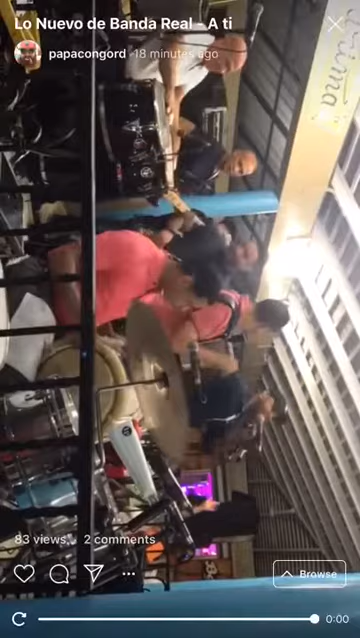 Lo Nuevo de Banda Real - A ti
papacongord · 18 minutes ago
83 views, 2 comments
Browse
0:00